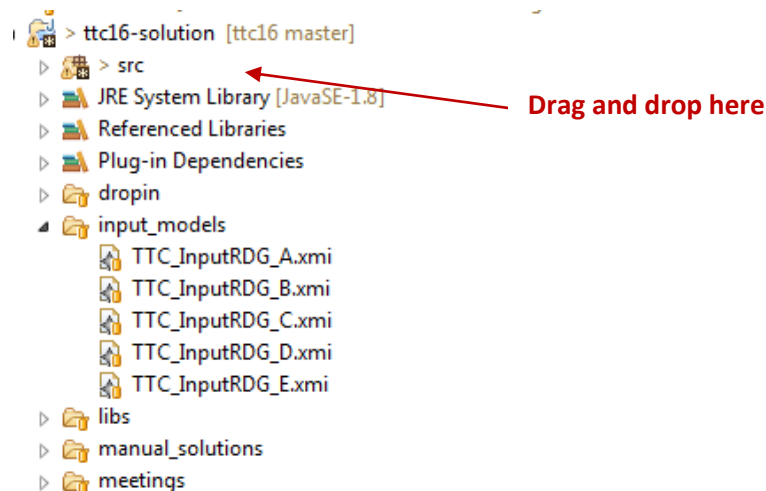 > ttc16-solution [ttc16 master]
> src
JRE System Library [JavaSE-1.8]
Drag and drop here
Referenced Libraries
Plug-in Dependencies
dropin
input_models
TTC_InputRDG_A.xmi
TTC_InputRDG_B.xmi
TTC_InputRDG_C.xmi
TTC_InputRDG_D.xmi
TTC_InputRDG_E.xmi
libs
manual_solutions
meetings